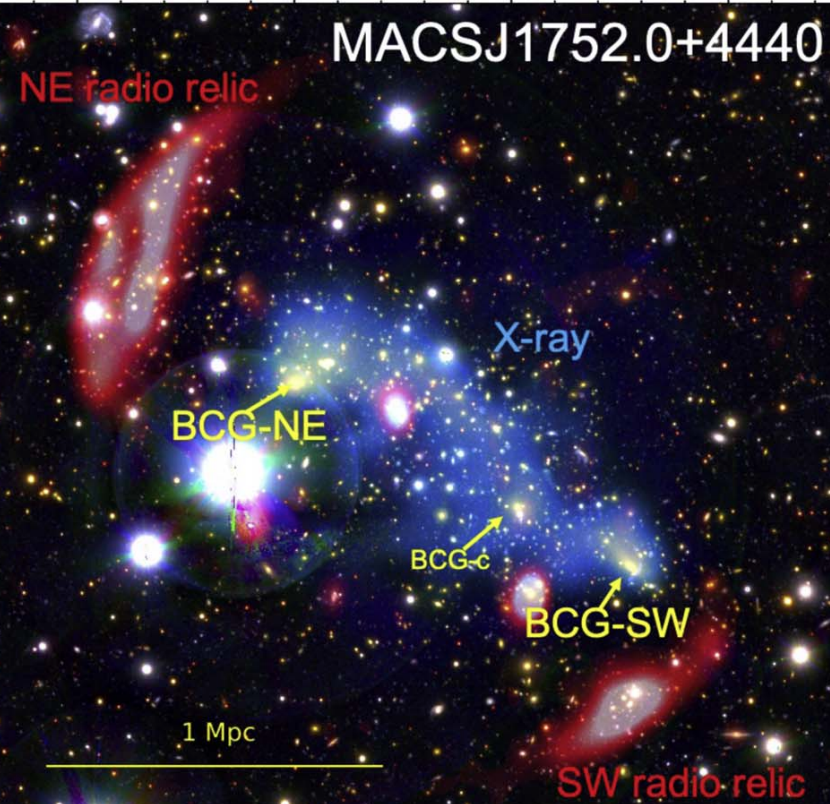 MACSJ1752.0+4440
NE radio relic
X-ray
BCG-NE
BCG-c
BCG-SW
1 Mpc
SW radio relic